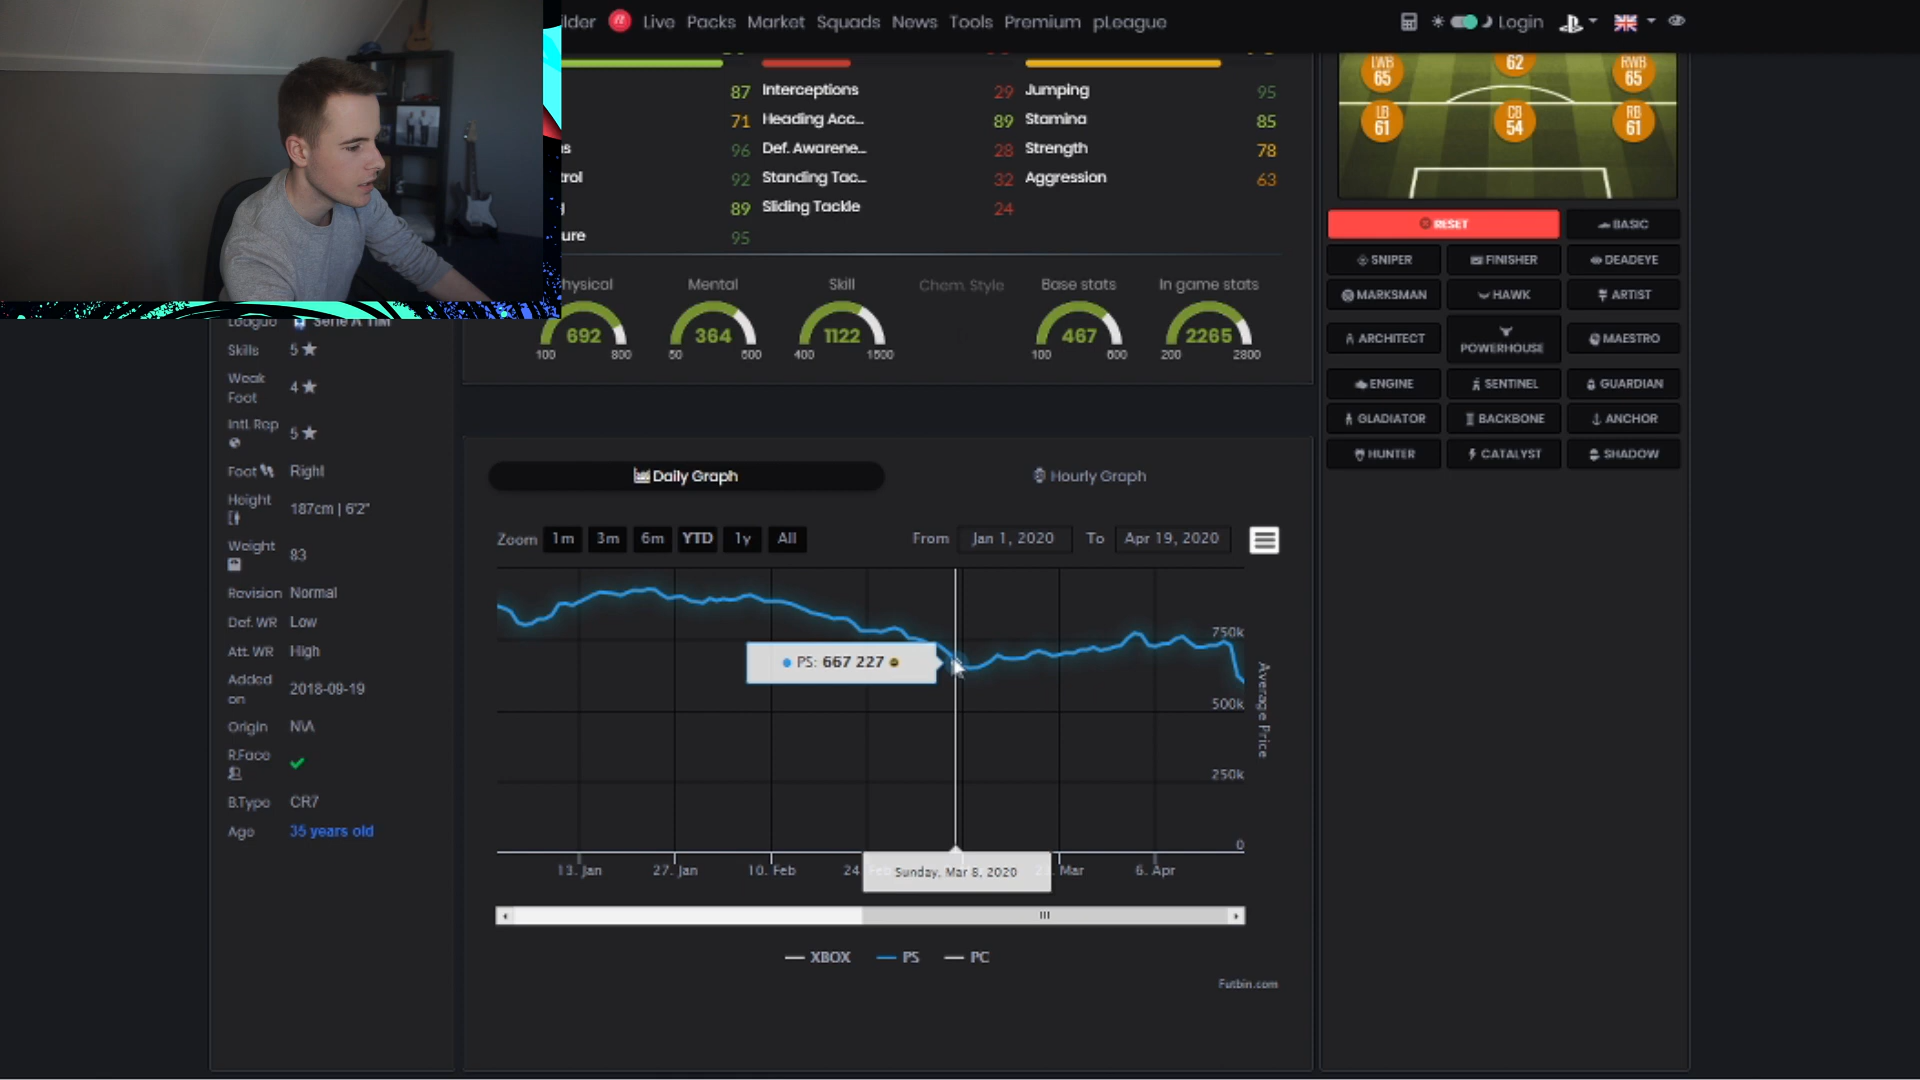 ilder Live Packs Market Squads News Tools Premium pLeague Login
87 Interceptions 29 Jumping 95
71 Heading Acc... 89 Stamina 85
s 96 Def. Awarene... 28 Strength 78
trol 92 Standing Tac... 32 Aggression 63
89 Sliding Tackle 24
ure 95
LWB 65
62
RWB 65
LB 61
CB 54
RB 61
RESET BASIC
SNIPER FINISHER DEADEYE
MARKSMAN HAWK ARTIST
ARCHITECT POWERHOUSE MAESTRO
ENGINE SENTINEL GUARDIAN
GLADIATOR BACKBONE ANCHOR
HUNTER CATALYST SHADOW
hysical Mental Skill Chem. Style Base stats In game stats
692 364 1122 467 2265
100 800 50 500 400 1500 100 600 200 2800
League Serie A TIM
Skills 5
Weak Foot 4
Intl. Rep 5
Foot Right
Height 187cm | 6'2"
Weight 83
Revision Normal
Def. WR Low
Att. WR High
Added on 2018-09-19
Origin N\A
R.Face
B.Type CR7
Age 35 years old
Daily Graph Hourly Graph
Zoom 1m 3m 6m YTD 1y All From Jan 1, 2020 To Apr 19, 2020
750k
PS: 667 227
500k
250k
0
Average Price
13. Jan 27. Jan 10. Feb 24 Sunday, Mar 8, 2020 Mar 6. Apr
XBOX PS PC
Futbin.com